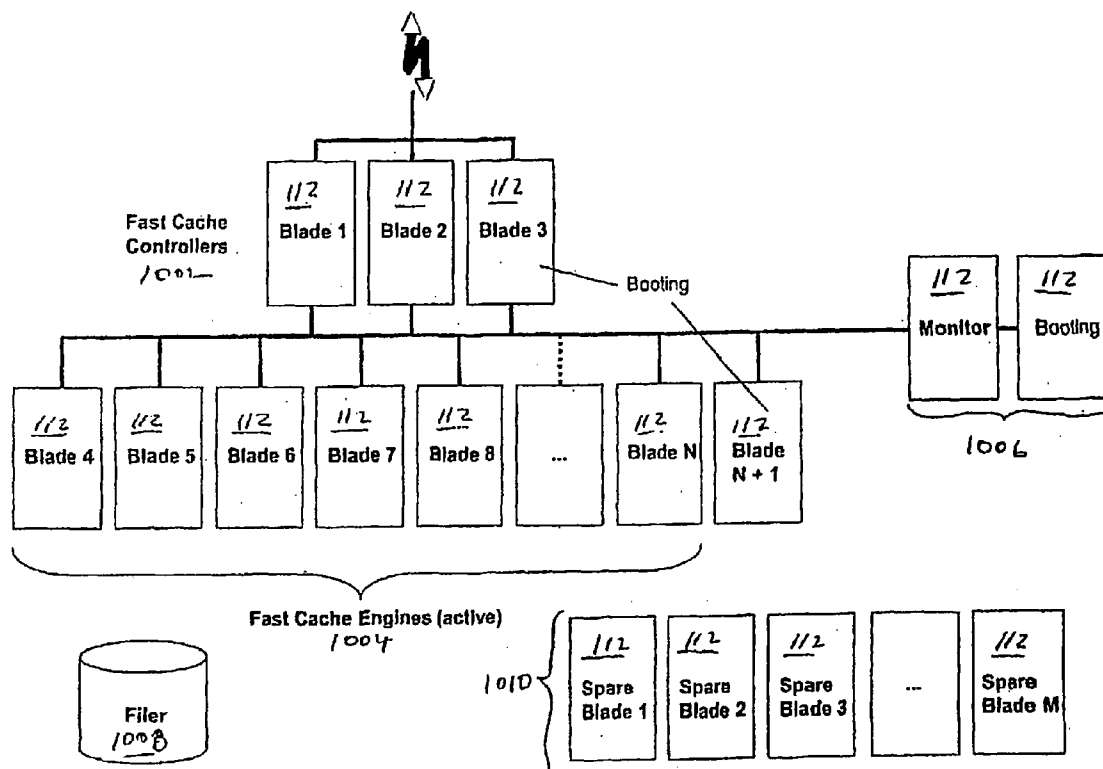 112
Blade 1
112
Blade 2
112
Blade 3
Fast Cache
Controllers
1002
Booting
112
Monitor
112
Booting
1006
112
Blade 4
112
Blade 5
112
Blade 6
112
Blade 7
112
Blade 8
...
112
Blade N
112
Blade
N + 1
Fast Cache Engines (active)
1004
Filer
1008
1010
112
Spare
Blade 1
112
Spare
Blade 2
112
Spare
Blade 3
...
112
Spare
Blade M